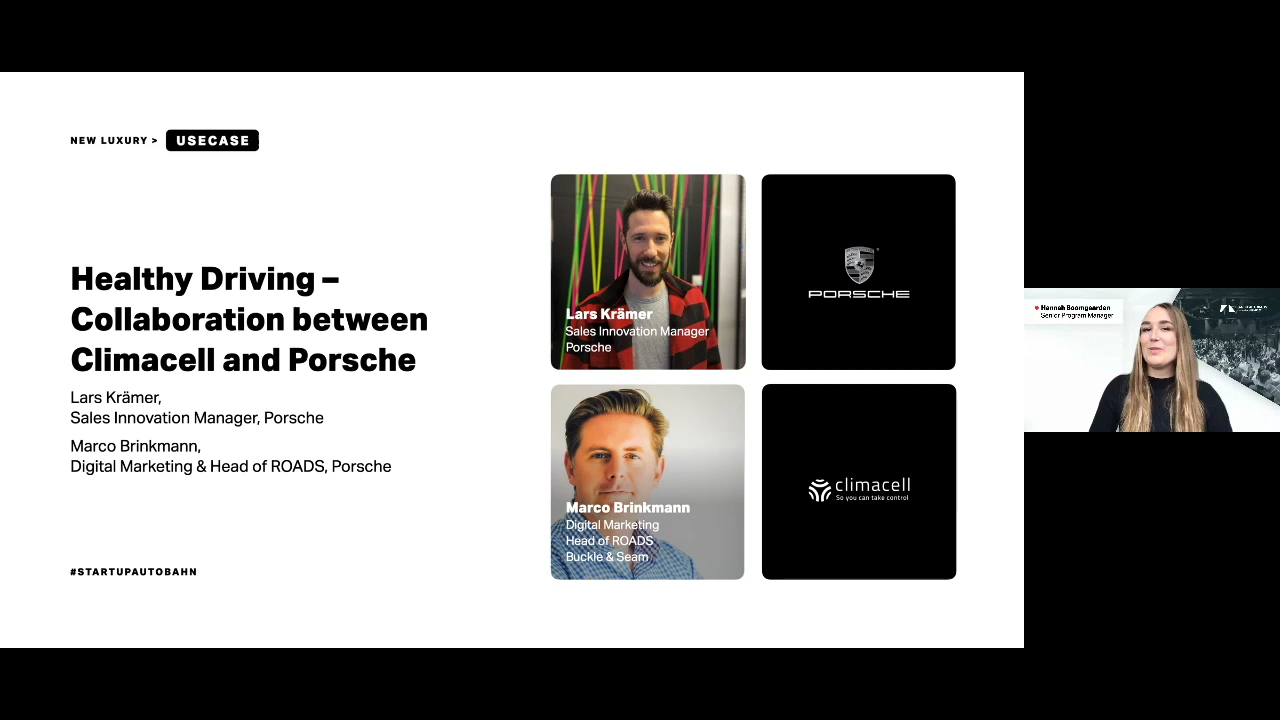 NEW LUXURY > USECASE
Healthy Driving –
Collaboration between
Climacell and Porsche
Lars Krämer,
Sales Innovation Manager, Porsche
Marco Brinkmann,
Digital Marketing & Head of ROADS, Porsche
#STARTUPAUTOBAHN
Lars Krämer
Sales Innovation Manager
Porsche
PORSCHE
Marco Brinkmann
Digital Marketing
Head of ROADS
Buckle & Seam
climacell
So you can take control
Hannah Boomgaarden
Senior Program Manager